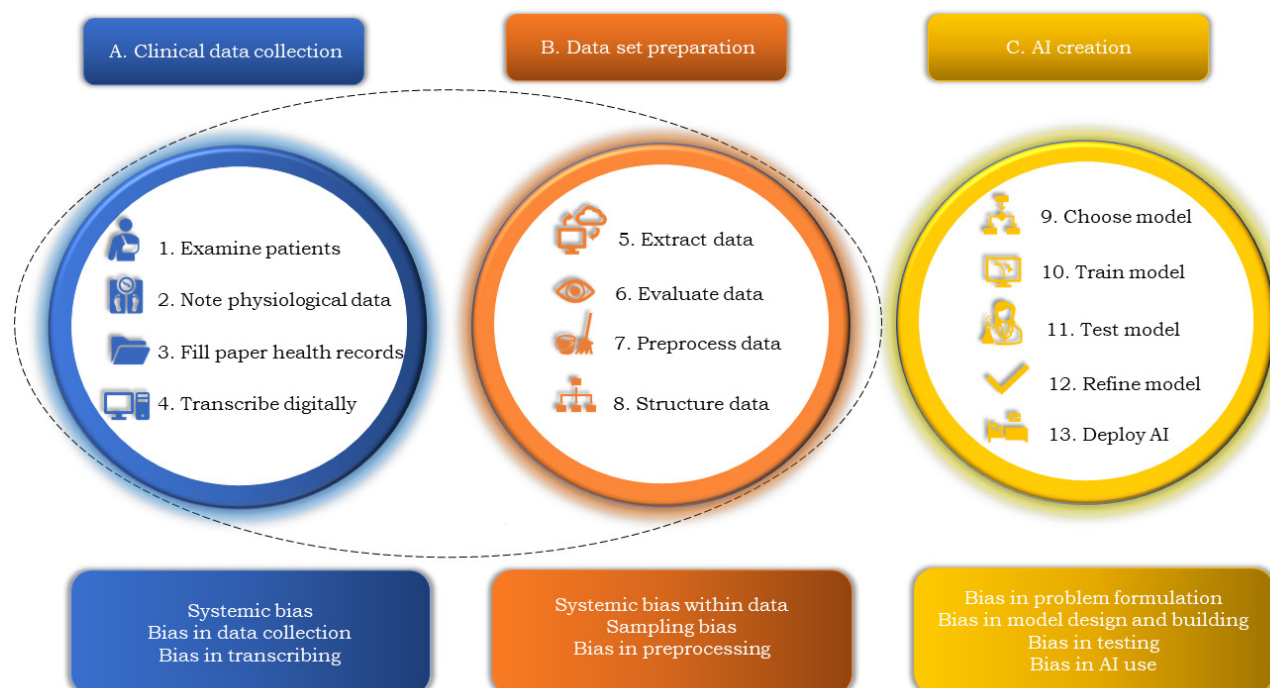 A. Clinical data collection
B. Data set preparation
C. AI creation
1. Examine patients
2. Note physiological data
3. Fill paper health records
4. Transcribe digitally
5. Extract data
6. Evaluate data
7. Preprocess data
8. Structure data
9. Choose model
10. Train model
11. Test model
12. Refine model
13. Deploy AI
Systemic bias
Bias in data collection
Bias in transcribing
Systemic bias within data
Sampling bias
Bias in preprocessing
Bias in problem formulation
Bias in model design and building
Bias in testing
Bias in AI use